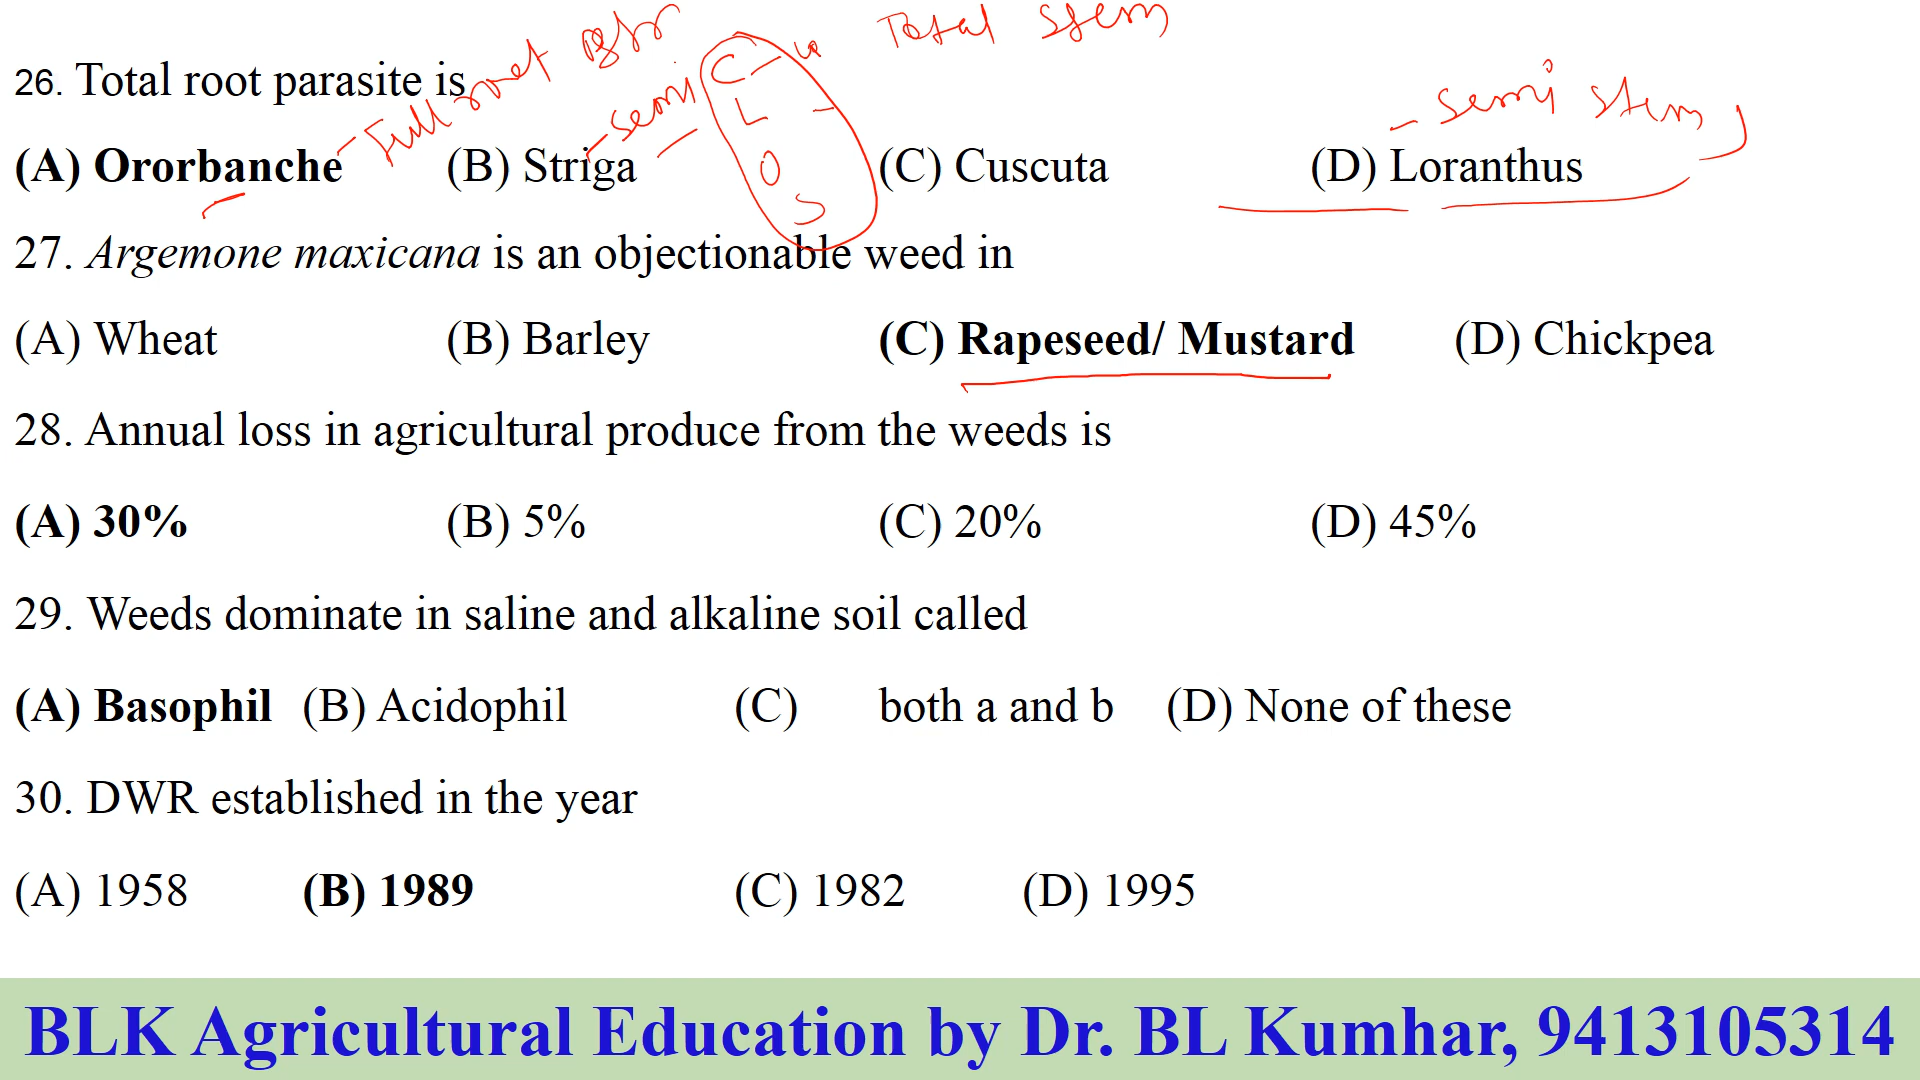 Total Stem
Full root
semi
semi stem
C
L
O
S
26. Total root parasite is
(A) Ororbanche (B) Striga (C) Cuscuta (D) Loranthus
27. Argemone maxicana is an objectionable weed in
(A) Wheat (B) Barley (C) Rapeseed/ Mustard (D) Chickpea
28. Annual loss in agricultural produce from the weeds is
(A) 30% (B) 5% (C) 20% (D) 45%
29. Weeds dominate in saline and alkaline soil called
(A) Basophil (B) Acidophil (C) both a and b (D) None of these
30. DWR established in the year
(A) 1958 (B) 1989 (C) 1982 (D) 1995
BLK Agricultural Education by Dr. BL Kumhar, 9413105314